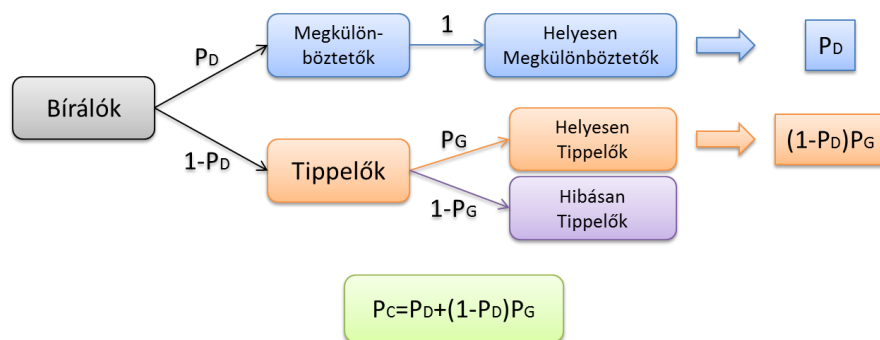 Megkülön-
böztetők
1
Helyesen
Megkülönböztetők
PD
PD
Bírálók
1-PD
Tippelők
PG
Helyesen
Tippelők
(1-PD)PG
1-PG
Hibásan
Tippelők
PC=PD+(1-PD)PG